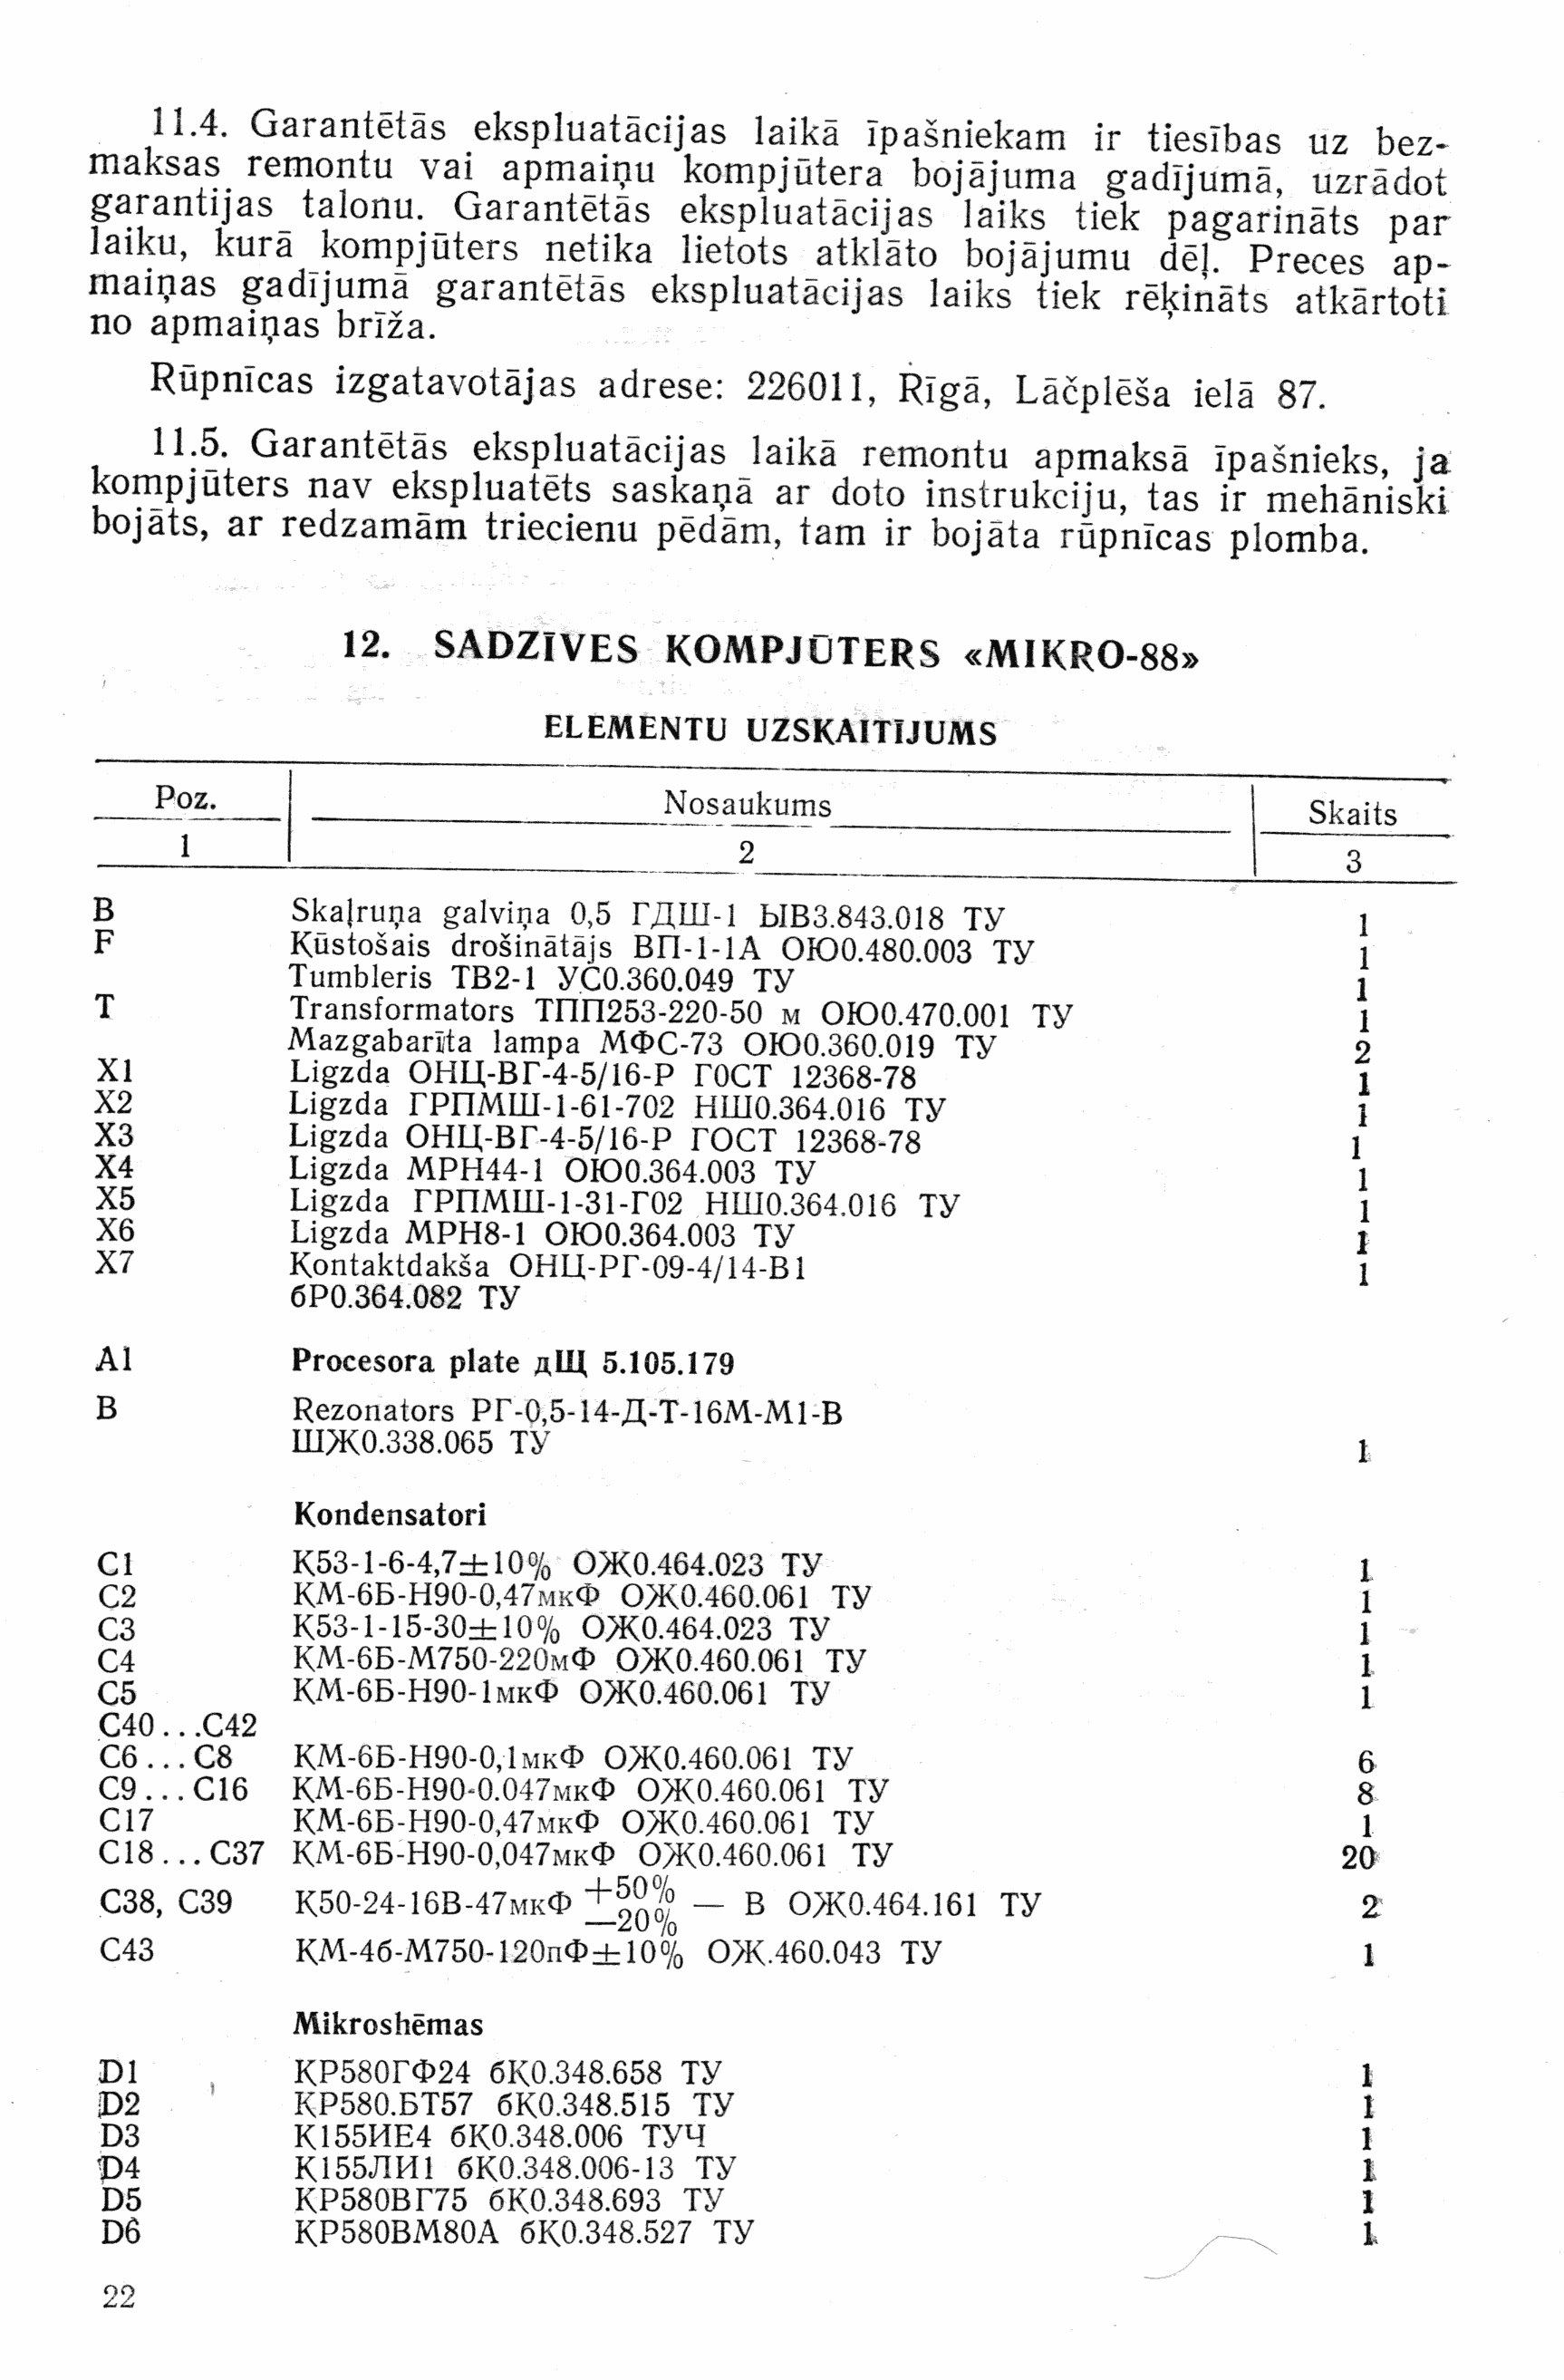 11.4. Garantētās ekspluatācijas laikā īpašniekam ir tiesības uz bez-
maksas remontu vai apmaiņu kompjūtera bojājuma gadījumā, uzrādot
garantijas talonu. Garantētās ekspluatācijas laiks tiek pagarināts par
laiku, kurā kompjūters netika lietots atklāto bojājumu dēļ. Preces ap-
maiņas gadījumā garantētās ekspluatācijas laiks tiek rēķināts atkārtoti
no apmaiņas brīža.
Rūpnīcas izgatavotājas adrese: 226011, Rīgā, Lāčplēša ielā 87.
11.5. Garantētās ekspluatācijas laikā remontu apmaksā īpašnieks, ja
kompjūters nav ekspluatēts saskaņā ar doto instrukciju, tas ir mehāniski
bojāts, ar redzamām triecienu pēdām, tam ir bojāta rūpnīcas plomba.
12. SADZĪVES KOMPJŪTERS «MIKRO-88»
ELEMENTU UZSKAITĪJUMS
Poz. Nosaukums Skaits
1 2 3
B Skaļruņa galviņa 0,5 ГДШ-1 ЫВ3.843.018 ТУ 1
F Kūstošais drošinātājs ВП-1-1А ОЮ0.480.003 ТУ 1
Tumbleris ТВ2-1 УС0.360.049 ТУ 1
T Transformators ТПП253-220-50 м ОЮ0.470.001 ТУ 1
Mazgabarīta lampa МФС-73 ОЮ0.360.019 ТУ 2
X1 Ligzda ОНЦ-ВГ-4-5/16-Р ГОСТ 12368-78 1
X2 Ligzda ГРПМШ-1-61-702 НШ0.364.016 ТУ 1
X3 Ligzda ОНЦ-ВГ-4-5/16-Р ГОСТ 12368-78 1
X4 Ligzda МРН44-1 ОЮ0.364.003 ТУ 1
X5 Ligzda ГРПМШ-1-31-Г02 НШ0.364.016 ТУ 1
X6 Ligzda МРН8-1 ОЮ0.364.003 ТУ 1
X7 Kontaktdakša ОНЦ-РГ-09-4/14-В1 1
бР0.364.082 ТУ
A1 Procesora plate дЩ 5.105.179
B Rezonators РГ-0,5-14-Д-Т-16М-М1-В
ШЖ0.338.065 ТУ 1
Kondensatori
C1 К53-1-6-4,7±10% ОЖ0.464.023 ТУ 1
C2 КМ-6Б-Н90-0,47мкФ ОЖ0.460.061 ТУ 1
C3 К53-1-15-30±10% ОЖ0.464.023 ТУ 1
C4 КМ-6Б-М750-220мФ ОЖ0.460.061 ТУ 1
C5 КМ-6Б-Н90-1мкФ ОЖ0.460.061 ТУ 1
C40...C42
C6...C8 КМ-6Б-Н90-0,1мкФ ОЖ0.460.061 ТУ 6
C9...C16 КМ-6Б-Н90-0.047мкФ ОЖ0.460.061 ТУ 8
C17 КМ-6Б-Н90-0,47мкФ ОЖ0.460.061 ТУ 1
C18...C37 КМ-6Б-Н90-0,047мкФ ОЖ0.460.061 ТУ 20
C38, C39 К50-24-16В-47мкФ +50% —20% — В ОЖ0.464.161 ТУ 2
C43 КМ-4б-М750-120пФ±10% ОЖ.460.043 ТУ 1
Mikroshēmas
D1 КР580ГФ24 бК0.348.658 ТУ 1
D2 КР580.БТ57 бК0.348.515 ТУ 1
D3 К155ИЕ4 бК0.348.006 ТУЧ 1
D4 К155ЛИ1 бК0.348.006-13 ТУ 1
D5 КР580ВГ75 бК0.348.693 ТУ 1
D6 КР580ВМ80А бК0.348.527 ТУ 1
22